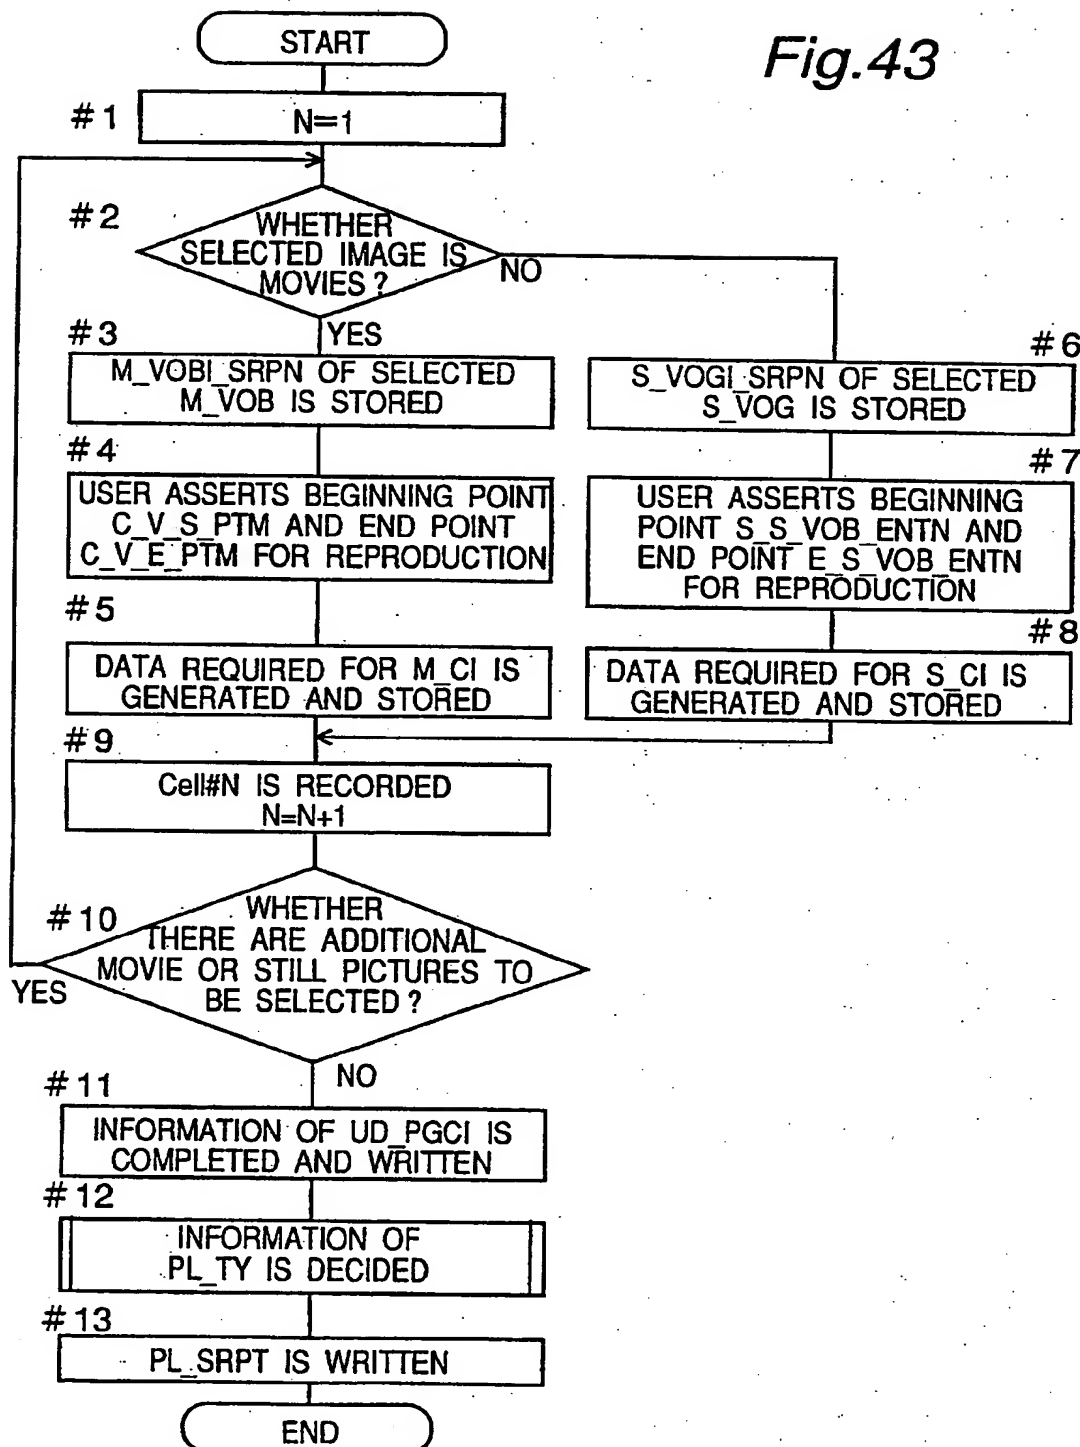 Fig.43
START
#1
N=1
#2
WHETHER
SELECTED IMAGE IS
MOVIES?
NO
YES
#3
M_VOBI_SRPN OF SELECTED
M_VOB IS STORED
#4
USER ASSERTS BEGINNING POINT
C_V_S_PTM AND END POINT
C_V_E_PTM FOR REPRODUCTION
#5
DATA REQUIRED FOR M_CI IS
GENERATED AND STORED
#6
S_VOGI_SRPN OF SELECTED
S_VOG IS STORED
#7
USER ASSERTS BEGINNING
POINT S_S_VOB_ENTN AND
END POINT E_S_VOB_ENTN
FOR REPRODUCTION
#8
DATA REQUIRED FOR S_CI IS
GENERATED AND STORED
#9
Cell#N IS RECORDED
N=N+1
#10
WHETHER
THERE ARE ADDITIONAL
MOVIE OR STILL PICTURES TO
BE SELECTED?
YES
NO
#11
INFORMATION OF UD_PGCI IS
COMPLETED AND WRITTEN
#12
INFORMATION OF
PL_TY IS DECIDED
#13
PL_SRPT IS WRITTEN
END